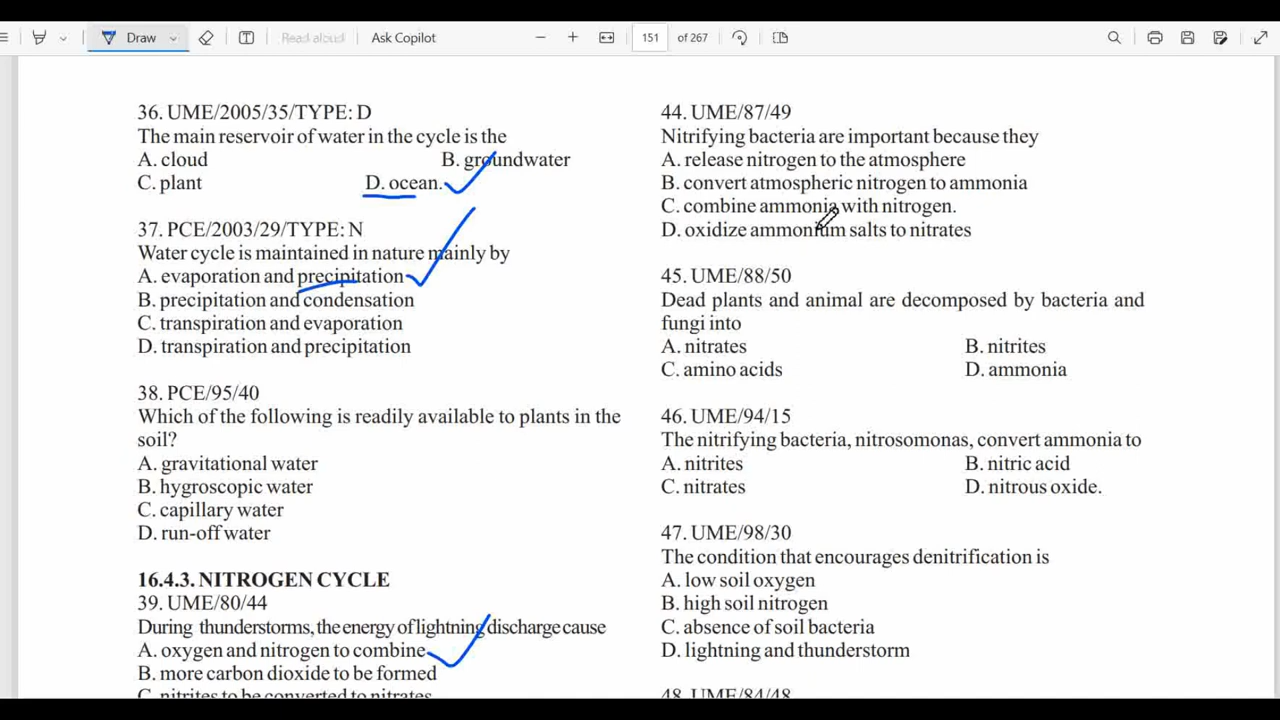 Draw
Read aloud
Ask Copilot
151 of 267
36. UME/2005/35/TYPE: D
The main reservoir of water in the cycle is the
A. cloud B. groundwater
C. plant D. ocean.
37. PCE/2003/29/TYPE: N
Water cycle is maintained in nature mainly by
A. evaporation and precipitation
B. precipitation and condensation
C. transpiration and evaporation
D. transpiration and precipitation
38. PCE/95/40
Which of the following is readily available to plants in the
soil?
A. gravitational water
B. hygroscopic water
C. capillary water
D. run-off water
16.4.3. NITROGEN CYCLE
39. UME/80/44
During thunderstorms, the energy of lightning discharge cause
A. oxygen and nitrogen to combine
B. more carbon dioxide to be formed
C. nitrites to be converted to nitrates
44. UME/87/49
Nitrifying bacteria are important because they
A. release nitrogen to the atmosphere
B. convert atmospheric nitrogen to ammonia
C. combine ammonia with nitrogen.
D. oxidize ammonium salts to nitrates
45. UME/88/50
Dead plants and animal are decomposed by bacteria and
fungi into
A. nitrates B. nitrites
C. amino acids D. ammonia
46. UME/94/15
The nitrifying bacteria, nitrosomonas, convert ammonia to
A. nitrites B. nitric acid
C. nitrates D. nitrous oxide.
47. UME/98/30
The condition that encourages denitrification is
A. low soil oxygen
B. high soil nitrogen
C. absence of soil bacteria
D. lightning and thunderstorm
48. UME/84/48